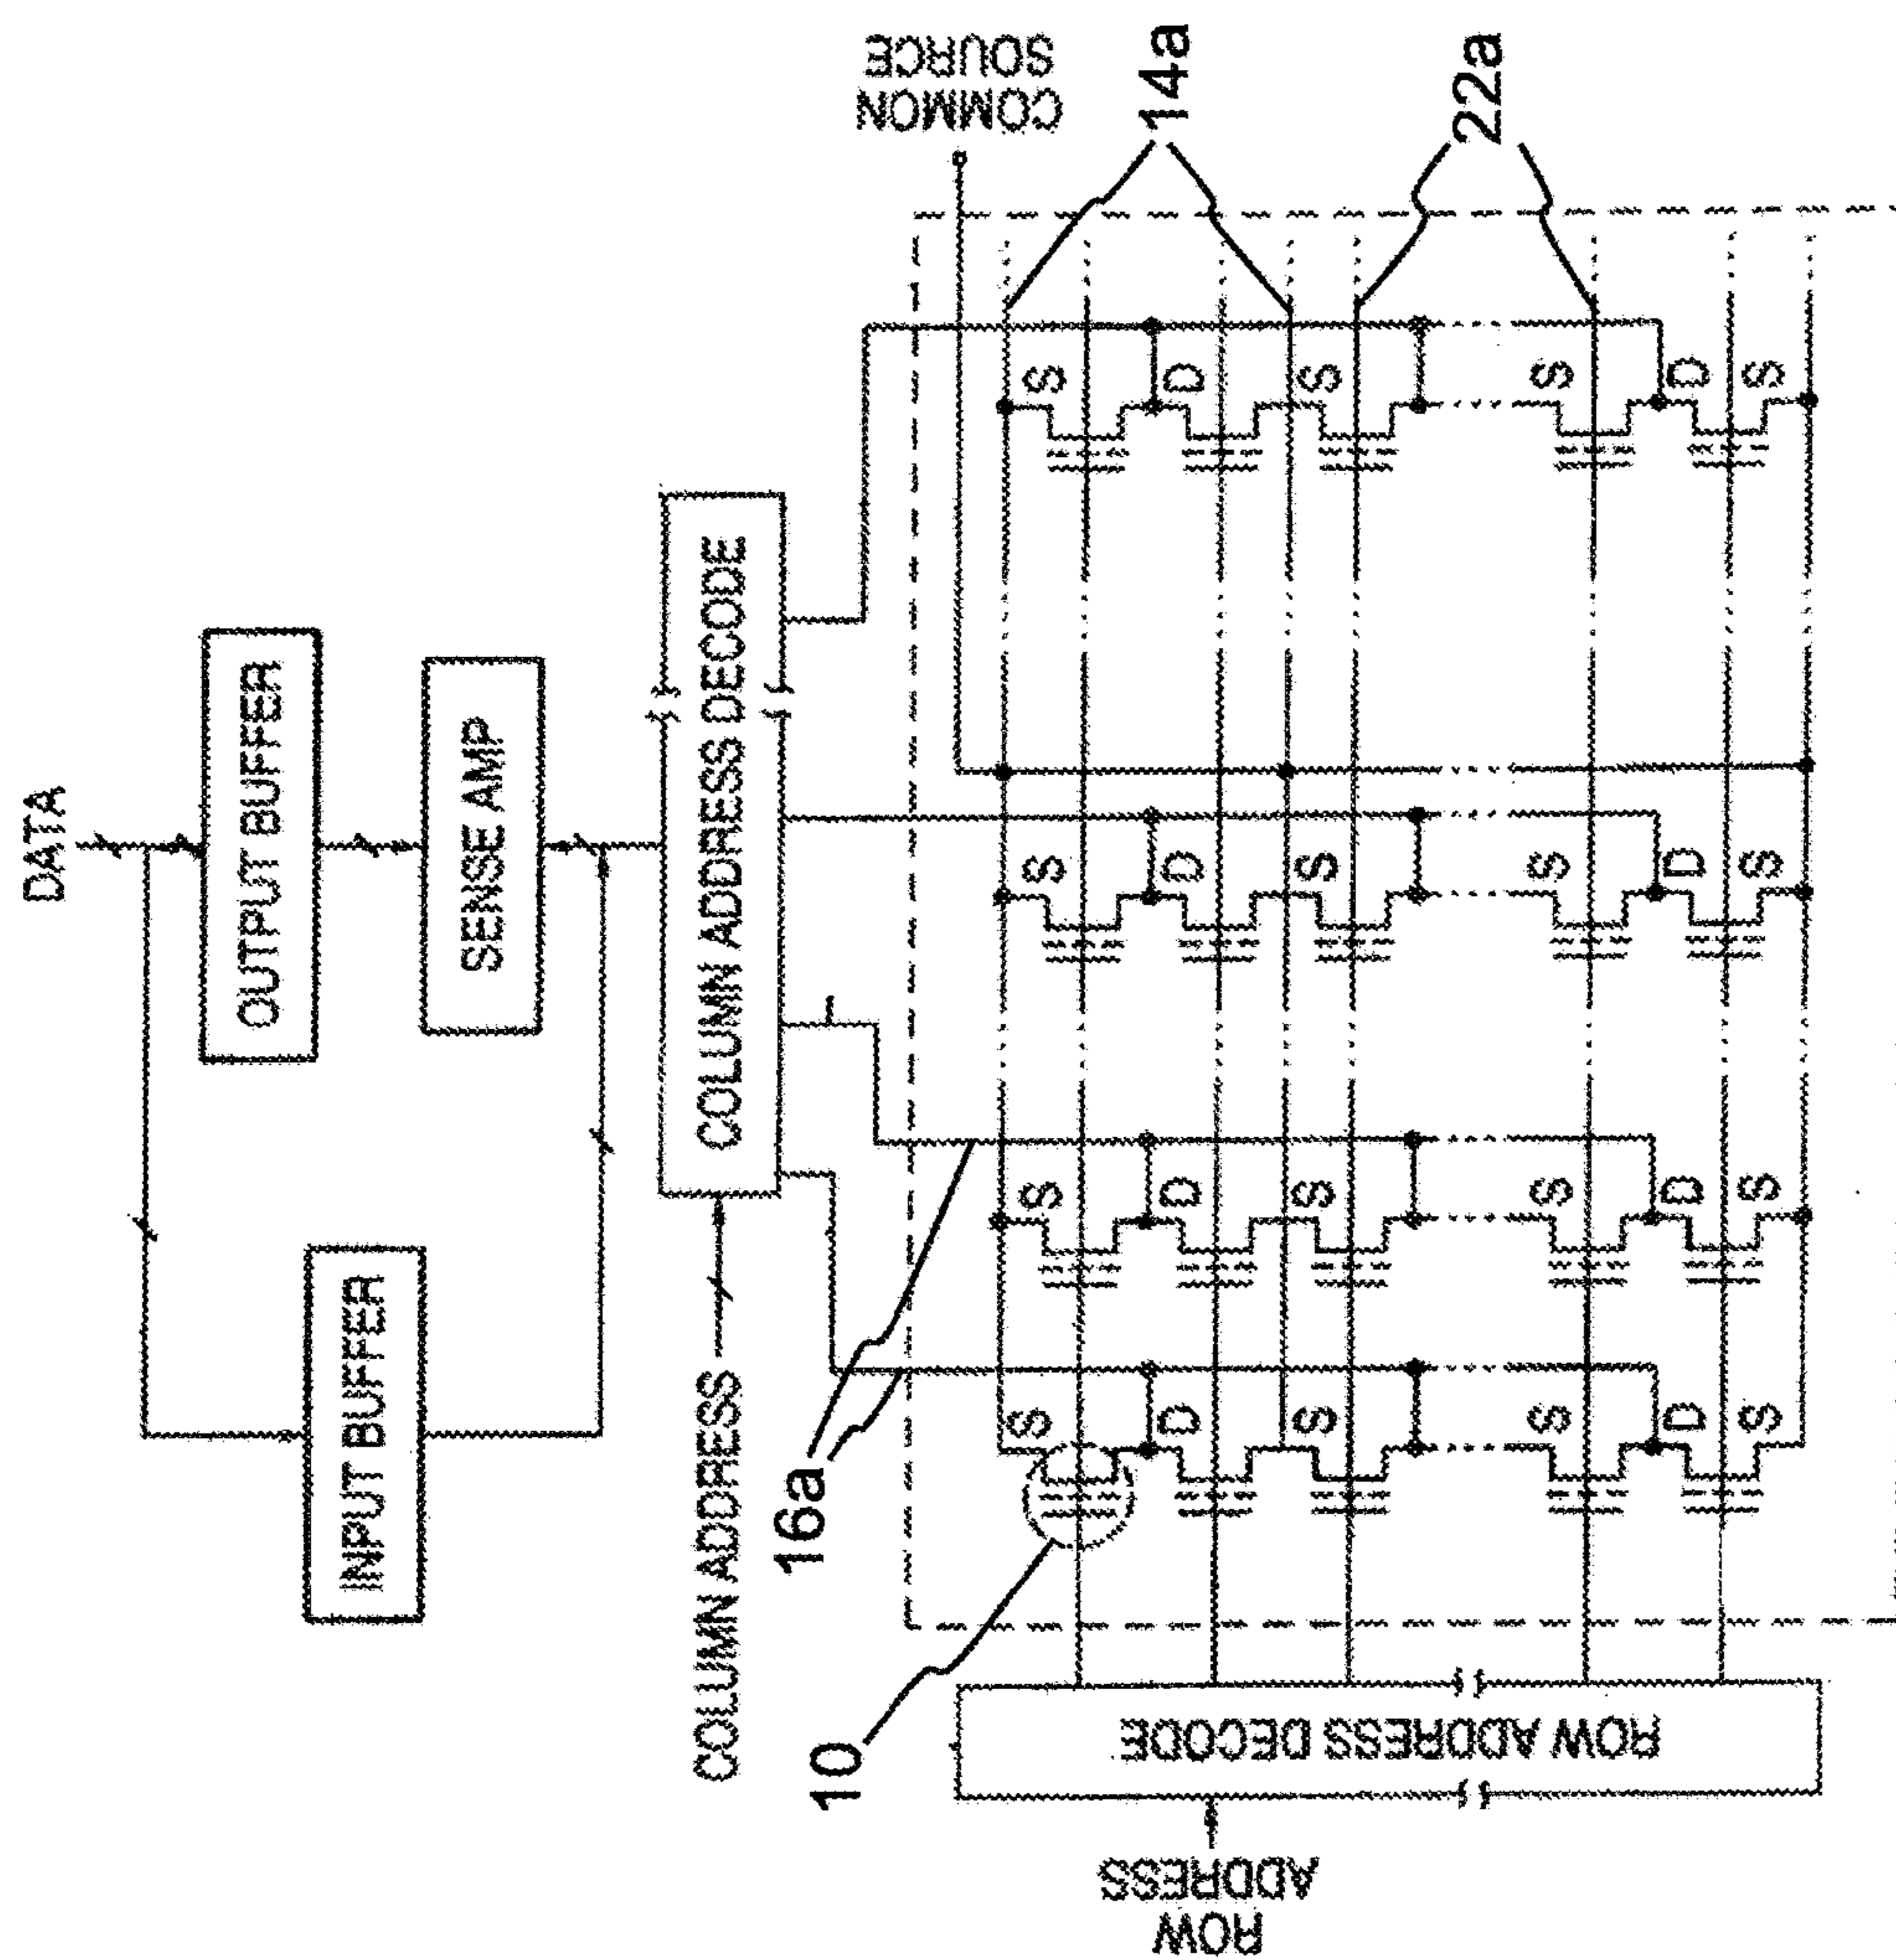 DATA
OUTPUT BUFFER
INPUT BUFFER
SENSE AMP
COLUMN ADDRESS
COLUMN ADDRESS DECODE
COMMON
SOURCE
16a
14a
22a
10
ROW
ADDRESS
ROW ADDRESS DECODE
S S S S
D D D D
S S S S
S S S S
D D D D
S S S S